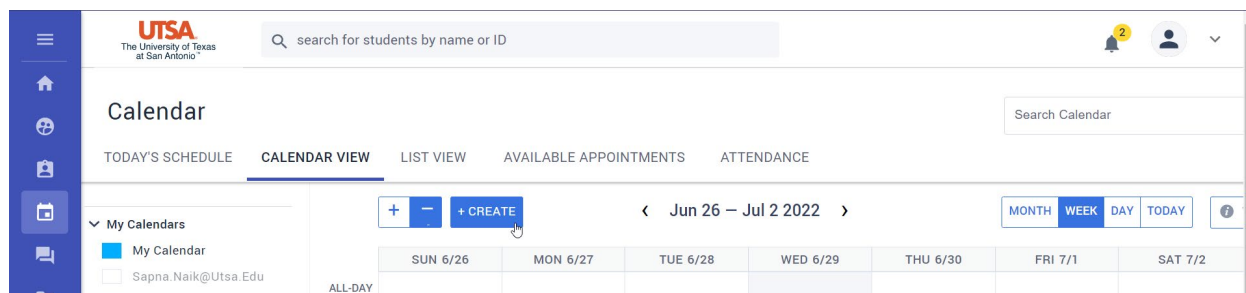 UTSA
The University of Texas
at San Antonio™
search for students by name or ID
2
Calendar
Search Calendar
TODAY'S SCHEDULE CALENDAR VIEW LIST VIEW AVAILABLE APPOINTMENTS ATTENDANCE
My Calendars
My Calendar
Sapna.Naik@Utsa.Edu
+ − + CREATE ‹ Jun 26 — Jul 2 2022 › MONTH WEEK DAY TODAY i
SUN 6/26 MON 6/27 TUE 6/28 WED 6/29 THU 6/30 FRI 7/1 SAT 7/2
ALL-DAY